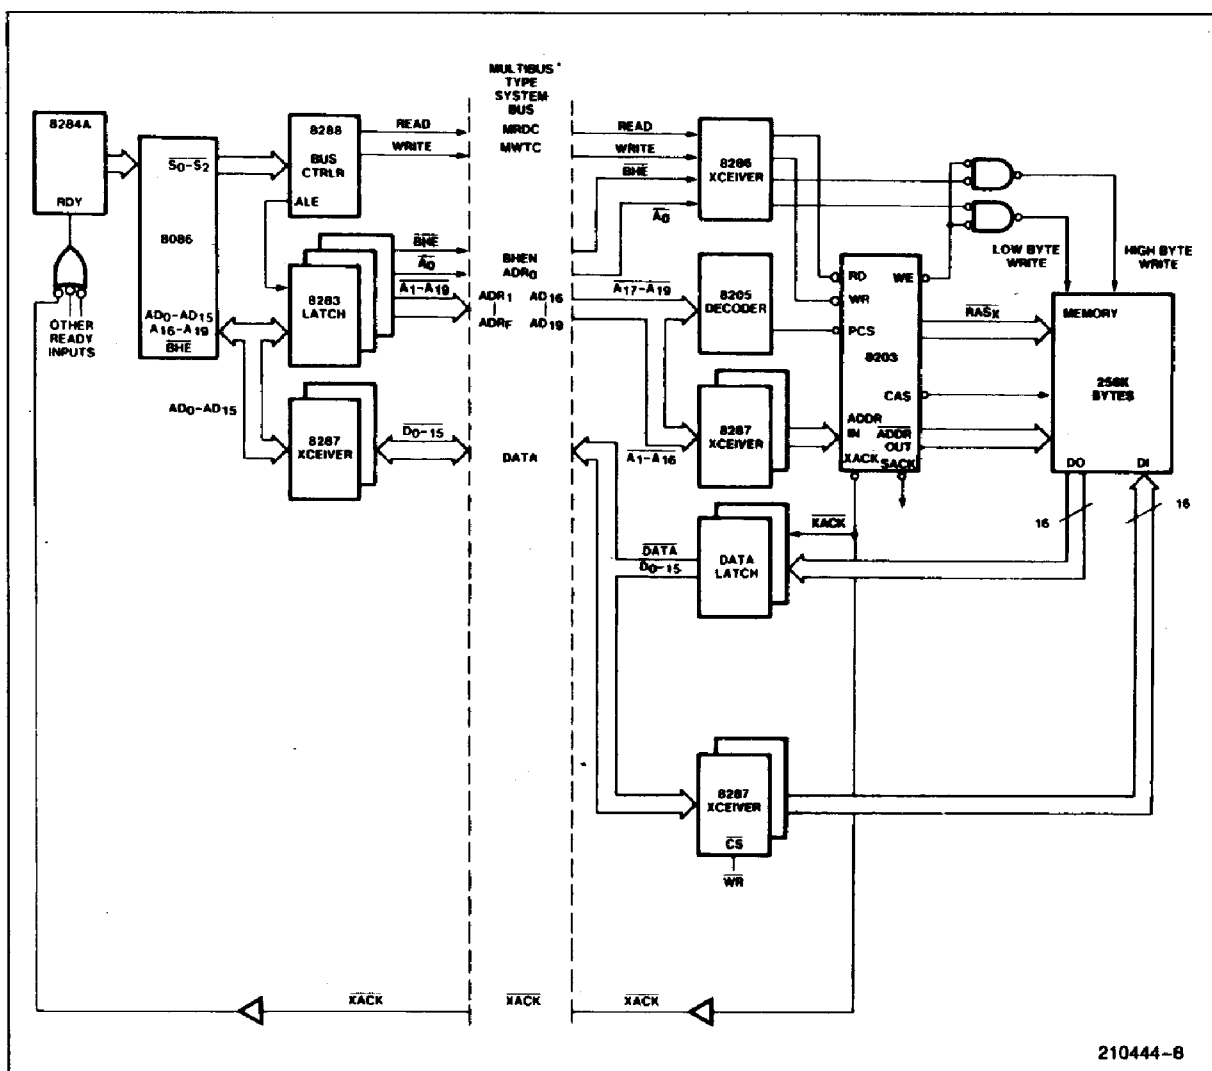 MULTIBUS*
TYPE
SYSTEM
BUS
8284A
RDY
OTHER
READY
INPUTS
S0-S2
8086
AD0-AD15
A16-A19
BHE
AD0-AD15
8288
BUS
CTRLR
ALE
8283
LATCH
8287
XCEIVER
READ
WRITE
BHE
A0
A1-A19
D0-15
MRDC
MWTC
BHEN
ADR0
ADR1 AD16
ADRF AD19
DATA
READ
WRITE
BHE
A0
A17-A19
A1-A16
8286
XCEIVER
8205
DECODER
8287
XCEIVER
RD
WR
PCS
8203
WE
CAS
ADDR
IN
ADDR
OUT
XACK
SACK
LOW BYTE
WRITE
HIGH BYTE
WRITE
RASX
MEMORY
256K
BYTES
DO
DI
16
16
XACK
DATA
D0-15
DATA
LATCH
8287
XCEIVER
CS
WR
XACK
XACK
XACK
210444-8